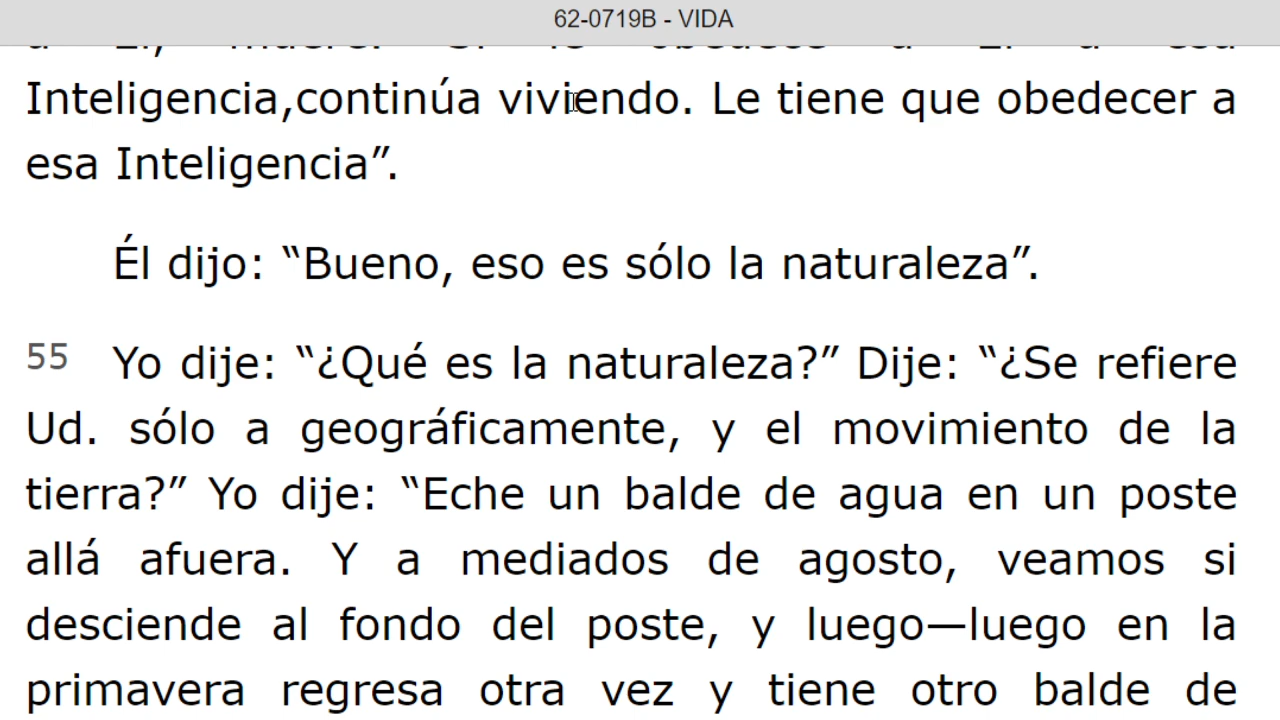 62-0719B - VIDA
Inteligencia,continúa viviendo. Le tiene que obedecer a
esa Inteligencia”.
Él dijo: “Bueno, eso es sólo la naturaleza”.
55 Yo dije: “¿Qué es la naturaleza?” Dije: “¿Se refiere
Ud. sólo a geográficamente, y el movimiento de la
tierra?” Yo dije: “Eche un balde de agua en un poste
allá afuera. Y a mediados de agosto, veamos si
desciende al fondo del poste, y luego—luego en la
primavera regresa otra vez y tiene otro balde de